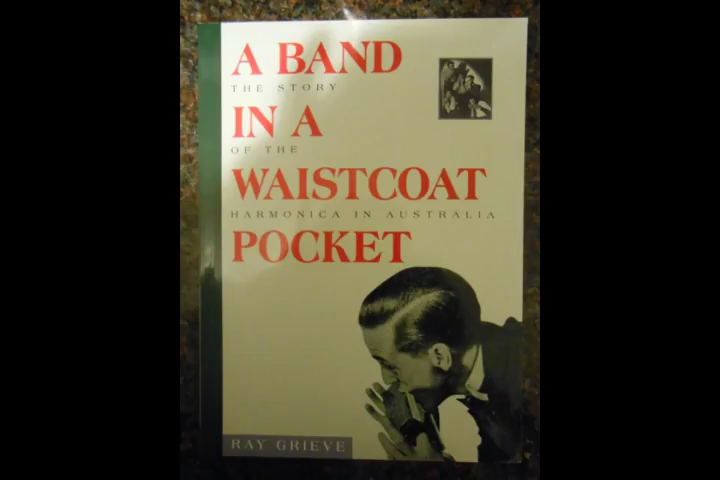 A BAND
THE STORY
IN A
OF THE
WAISTCOAT
HARMONICA IN AUSTRALIA
POCKET
RAY GRIEVE